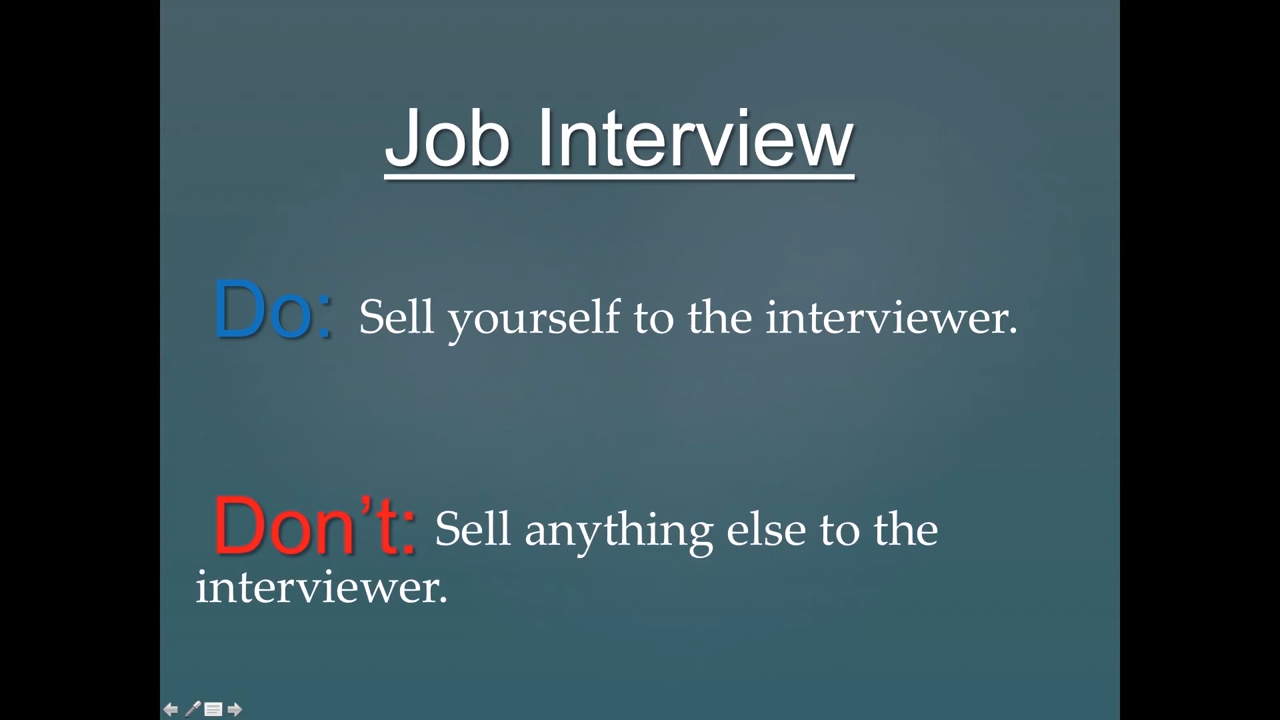 Job Interview
Do: Sell yourself to the interviewer.
Don’t: Sell anything else to the
interviewer.